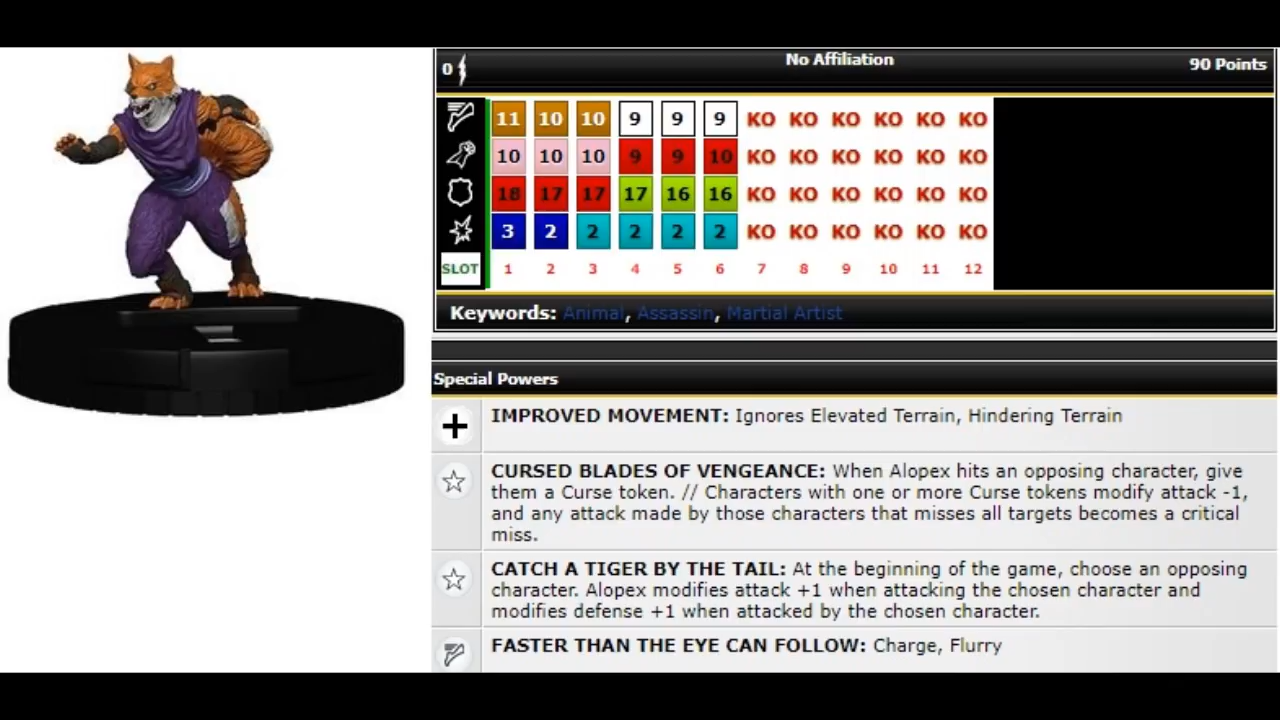 0 No Affiliation 90 Points
11 10 10 9 9 9 KO KO KO KO KO KO
10 10 10 9 9 10 KO KO KO KO KO KO
18 17 17 17 16 16 KO KO KO KO KO KO
3 2 2 2 2 2 KO KO KO KO KO KO
SLOT 1 2 3 4 5 6 7 8 9 10 11 12
Keywords: Animal, Assassin, Martial Artist
Special Powers
IMPROVED MOVEMENT: Ignores Elevated Terrain, Hindering Terrain
CURSED BLADES OF VENGEANCE: When Alopex hits an opposing character, give
them a Curse token. // Characters with one or more Curse tokens modify attack -1,
and any attack made by those characters that misses all targets becomes a critical
miss.
CATCH A TIGER BY THE TAIL: At the beginning of the game, choose an opposing
character. Alopex modifies attack +1 when attacking the chosen character and
modifies defense +1 when attacked by the chosen character.
FASTER THAN THE EYE CAN FOLLOW: Charge, Flurry